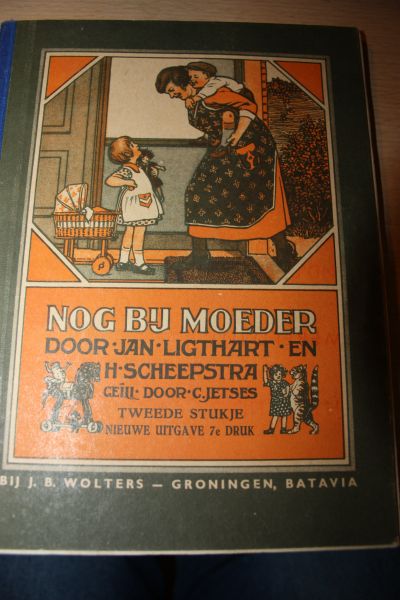 NOG BIJ MOEDER
DOOR · JAN · LIGTHART · EN
H · SCHEEPSTRA
GEÏLL · DOOR · C. JETSES
TWEEDE STUKJE
NIEUWE UITGAVE 7e DRUK
BIJ J. B. WOLTERS — GRONINGEN, BATAVIA